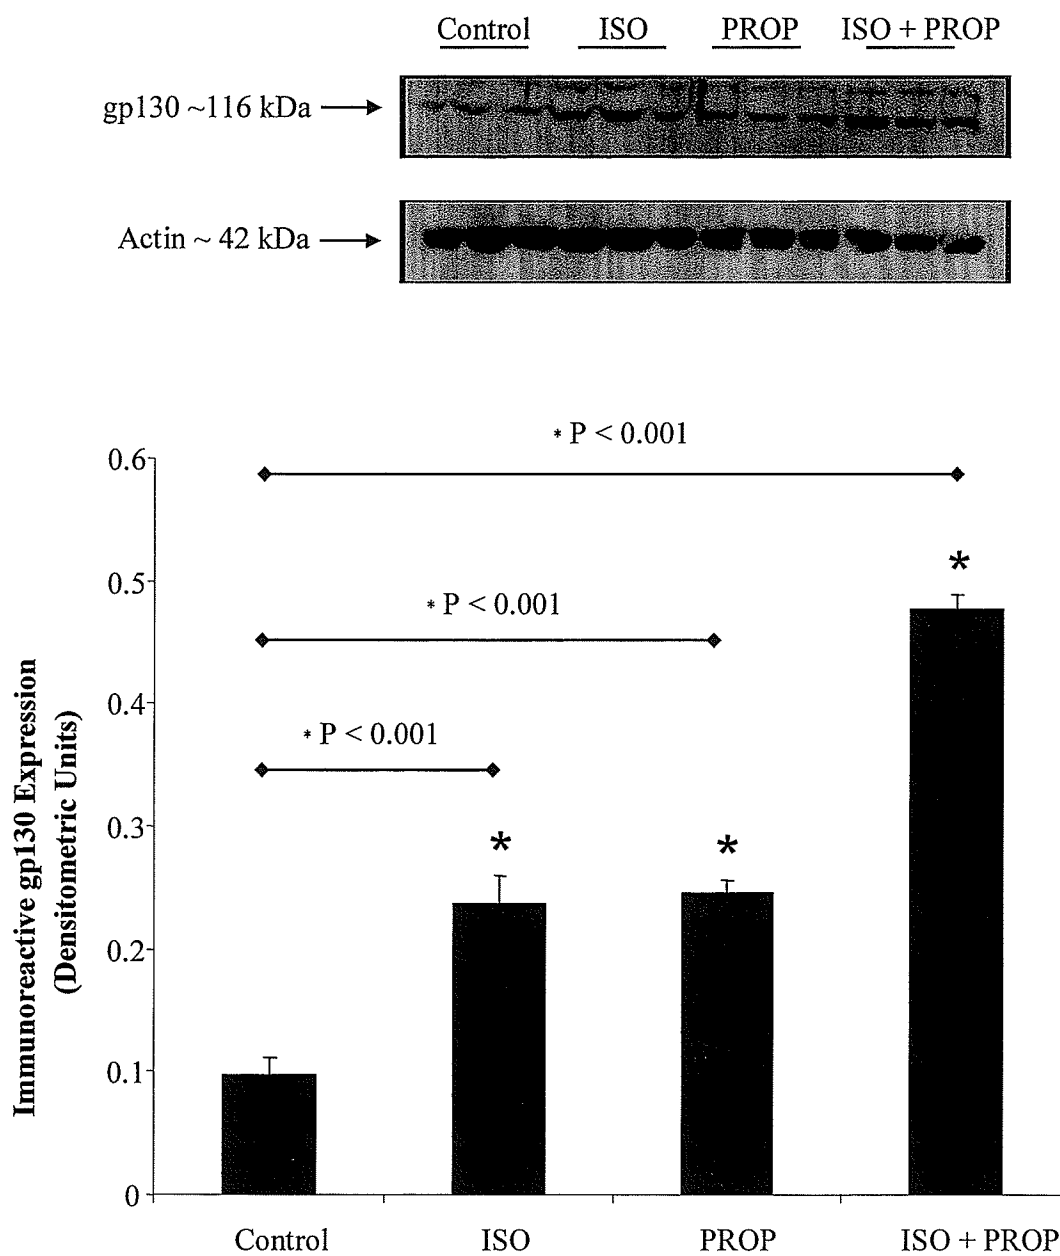 Control ISO PROP ISO + PROP
gp130 ~116 kDa
Actin ~ 42 kDa
* P < 0.001
0.6
0.5
* P < 0.001
0.4
* P < 0.001
0.3
* 
0.2
0.1
0
Immunoreactive gp130 Expression
(Densitometric Units)
Control ISO PROP ISO + PROP